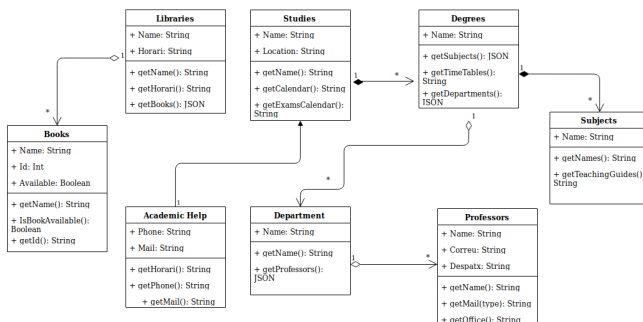 Libraries
+ Name: String
+ Horari: String
+ getName(): String
+ getHorari(): String
+ getBooks(): JSON
Studies
+ Name: String
+ Location: String
+ getName(): String
+ getCalendar(): String
+ getExamsCalendar():
String
Degrees
+ Name: String
+ getSubjects(): JSON
+ getTimeTables():
String
+ getDepartments():
JSON
1
*
1
*
1
*
1
*
Books
+ Name: String
+ Id: Int
+ Available: Boolean
+ getName(): String
+ IsBookAvailable():
Boolean
+ getId(): String
Subjects
+ Name: String
+ getNames(): String
+ getTeachingGuides():
String
1
Academic Help
+ Phone: String
+ Mail: String
+ getHorari(): String
+ getPhone(): String
+ getMail(): String
Department
+ Name: String
+ getName(): String
+ getProfessors():
JSON
1
*
Professors
+ Name: String
+ Correu: String
+ Despatx: String
+ getName(): String
+ getMail(type): String
+ getOffice(): String